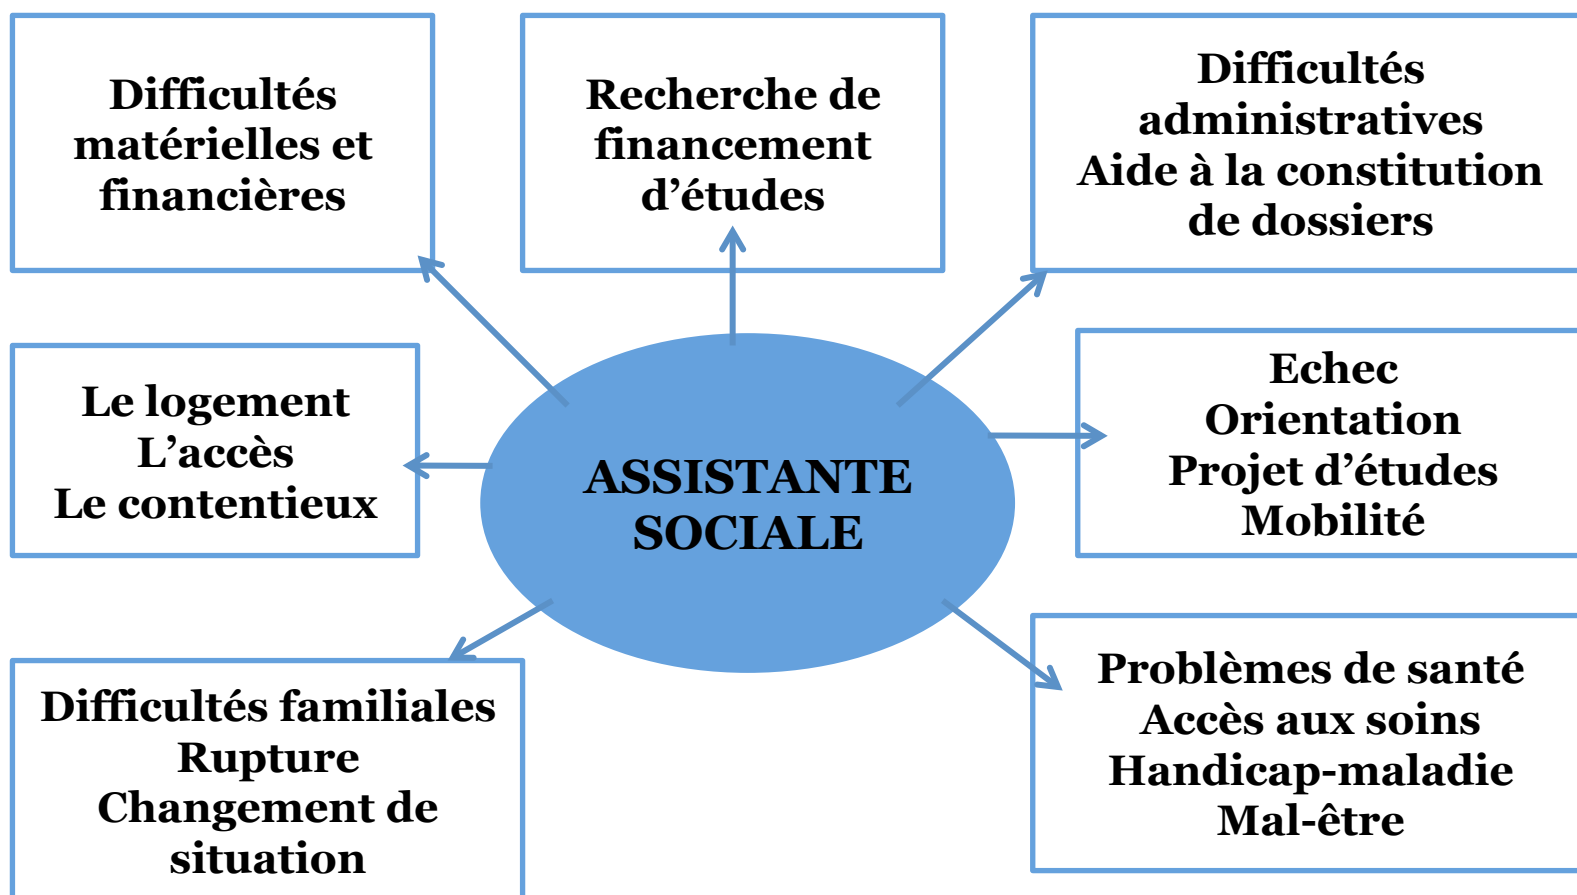 Difficultés
matérielles et
financières
Recherche de
financement
d’études
Difficultés
administratives
Aide à la constitution
de dossiers
Le logement
L’accès
Le contentieux
ASSISTANTE
SOCIALE
Echec
Orientation
Projet d’études
Mobilité
Difficultés familiales
Rupture
Changement de
situation
Problèmes de santé
Accès aux soins
Handicap-maladie
Mal-être